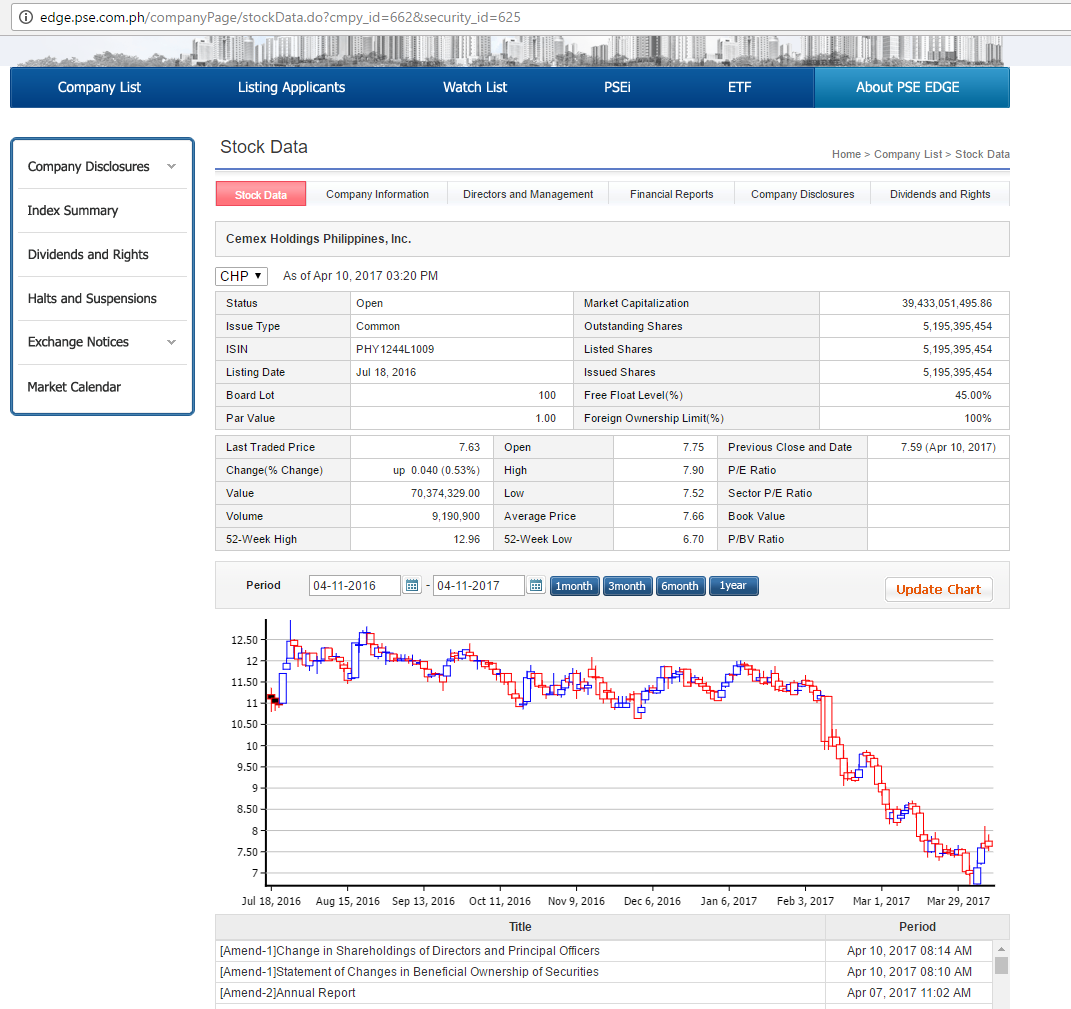 edge.pse.com.ph/companyPage/stockData.do?cmpy_id=662&security_id=625
Company List Listing Applicants Watch List PSEi ETF About PSE EDGE
Company Disclosures
Index Summary
Dividends and Rights
Halts and Suspensions
Exchange Notices
Market Calendar
Stock Data
Home > Company List > Stock Data
Stock Data Company Information Directors and Management Financial Reports Company Disclosures Dividends and Rights
Cemex Holdings Philippines, Inc.
CHP As of Apr 10, 2017 03:20 PM
Status Open Market Capitalization 39,433,051,495.86
Issue Type Common Outstanding Shares 5,195,395,454
ISIN PHY1244L1009 Listed Shares 5,195,395,454
Listing Date Jul 18, 2016 Issued Shares 5,195,395,454
Board Lot 100 Free Float Level(%) 45.00%
Par Value 1.00 Foreign Ownership Limit(%) 100%
Last Traded Price 7.63 Open 7.75 Previous Close and Date 7.59 (Apr 10, 2017)
Change(% Change) up 0.040 (0.53%) High 7.90 P/E Ratio
Value 70,374,329.00 Low 7.52 Sector P/E Ratio
Volume 9,190,900 Average Price 7.66 Book Value
52-Week High 12.96 52-Week Low 6.70 P/BV Ratio
Period 04-11-2016 - 04-11-2017 1month 3month 6month 1year Update Chart
12.50
12
11.50
11
10.50
10
9.50
9
8.50
8
7.50
7
Jul 18, 2016 Aug 15, 2016 Sep 13, 2016 Oct 11, 2016 Nov 9, 2016 Dec 6, 2016 Jan 6, 2017 Feb 3, 2017 Mar 1, 2017 Mar 29, 2017
Title Period
[Amend-1]Change in Shareholdings of Directors and Principal Officers Apr 10, 2017 08:14 AM
[Amend-1]Statement of Changes in Beneficial Ownership of Securities Apr 10, 2017 08:10 AM
[Amend-2]Annual Report Apr 07, 2017 11:02 AM